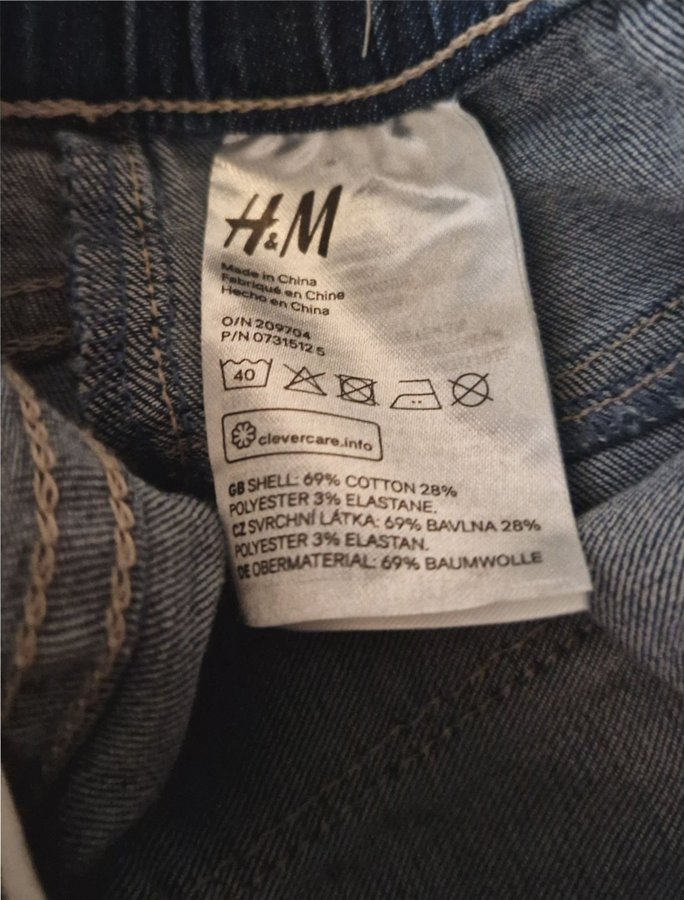 H&M
Made in China
Fabriqué en Chine
Hecho en China
O/N 209704
P/N 0731512 5
40
clevercare.info
GB SHELL: 69% COTTON 28%
POLYESTER 3% ELASTANE.
CZ SVRCHNÍ LÁTKA: 69% BAVLNA 28%
POLYESTER 3% ELASTAN.
DE OBERMATERIAL: 69% BAUMWOLLE